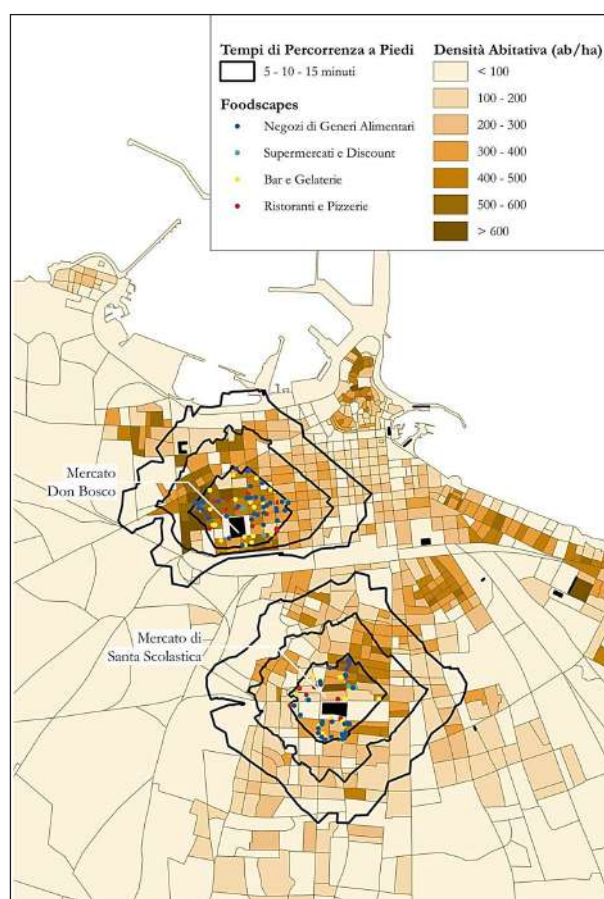 Tempi di Percorrenza a Piedi
5 - 10 - 15 minuti
Foodscapes
Negozi di Generi Alimentari
Supermercati e Discount
Bar e Gelaterie
Ristoranti e Pizzerie
Densità Abitativa (ab/ha)
< 100
100 - 200
200 - 300
300 - 400
400 - 500
500 - 600
> 600
Mercato
Don Bosco
Mercato di
Santa Scolastica